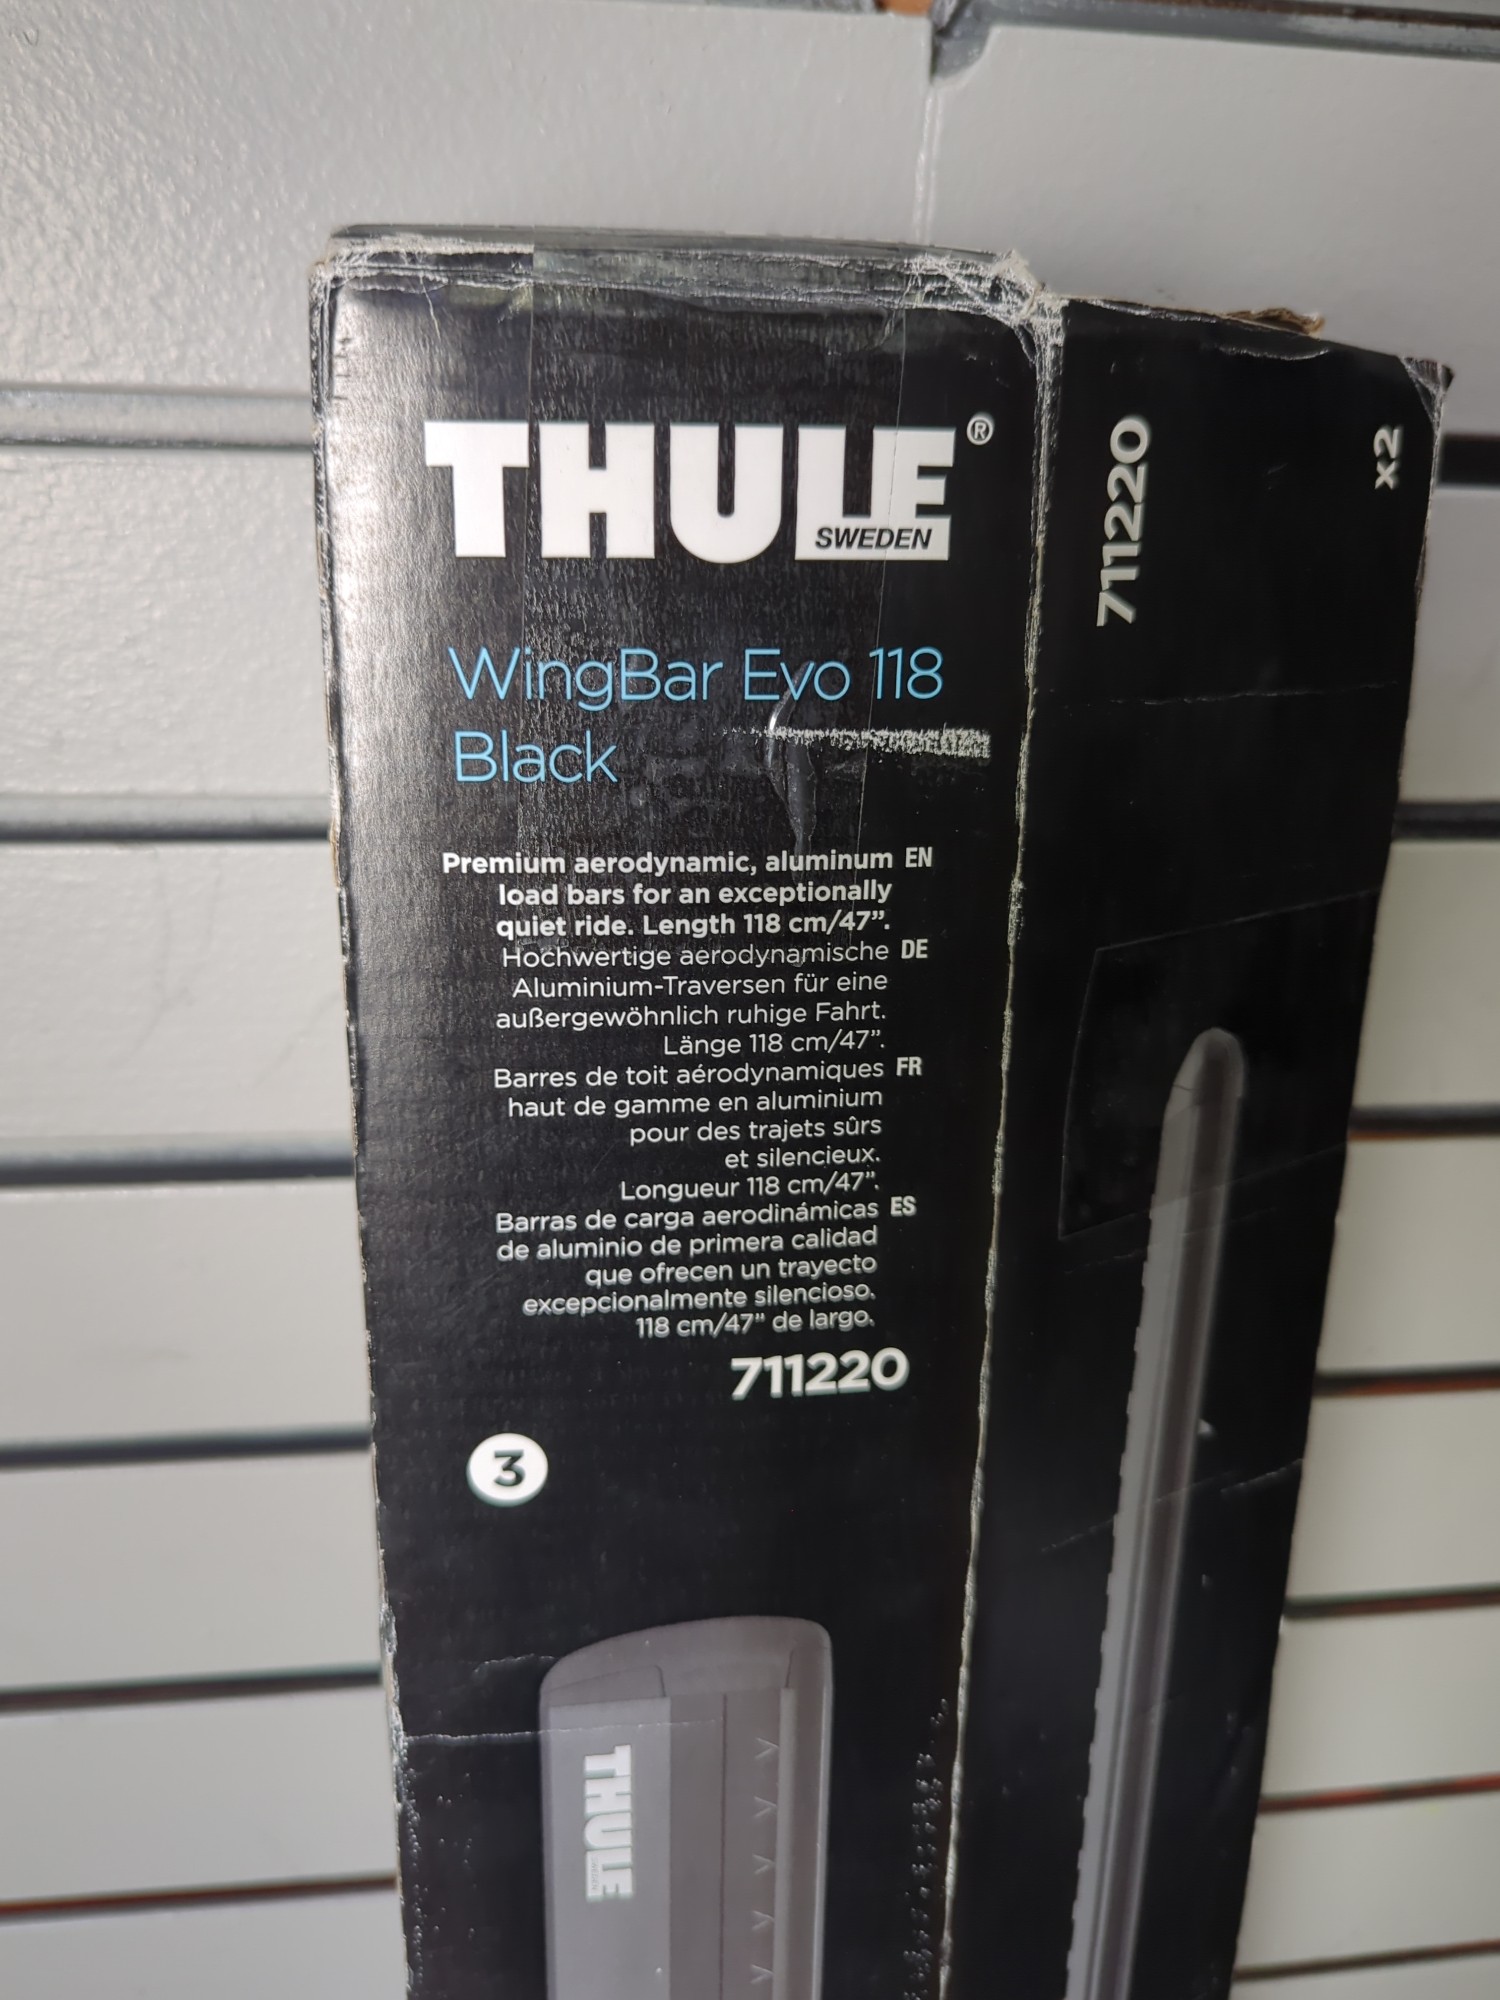 THULE®
SWEDEN
WingBar Evo 118
Black
Premium aerodynamic, aluminum EN
load bars for an exceptionally
quiet ride. Length 118 cm/47”.
Hochwertige aerodynamische DE
Aluminium-Traversen für eine
außergewöhnlich ruhige Fahrt.
Länge 118 cm/47”.
Barres de toit aérodynamiques FR
haut de gamme en aluminium
pour des trajets sûrs
et silencieux.
Longueur 118 cm/47”.
Barras de carga aerodinámicas ES
de aluminio de primera calidad
que ofrecen un trayecto
excepcionalmente silencioso.
118 cm/47” de largo.
711220
3
THULE
SWEDEN
711220
x2